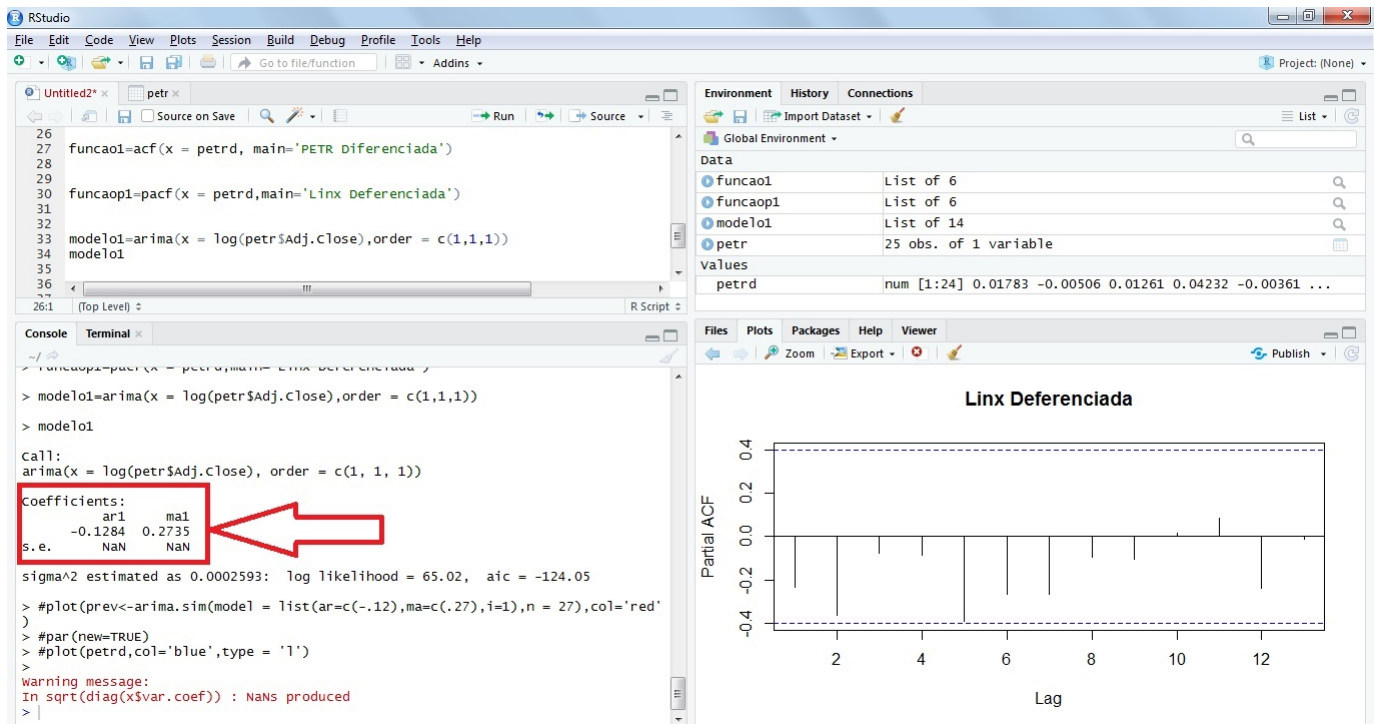 RStudio
File Edit Code View Plots Session Build Debug Profile Tools Help
Go to file/function
Addins
Project: (None)
Untitled2*
petr
Source on Save
Run
Source
26
27 funcao1=acf(x = petrd, main='PETR Diferenciada')
28
29
30 funcaop1=pacf(x = petrd,main='Linx Deferenciada')
31
32
33 modelo1=arima(x = log(petr$Adj.Close),order = c(1,1,1))
34 modelo1
35
36
26:1 (Top Level) R Script
Console Terminal
~/
> funcaop1=pacf(x = petrd,main='Linx Deferenciada')
> modelo1=arima(x = log(petr$Adj.Close),order = c(1,1,1))
> modelo1
Call:
arima(x = log(petr$Adj.Close), order = c(1, 1, 1))
Coefficients:
ar1 ma1
-0.1284 0.2735
s.e. NaN NaN
sigma^2 estimated as 0.0002593: log likelihood = 65.02, aic = -124.05
> #plot(prev<-arima.sim(model = list(ar=c(-.12),ma=c(.27),i=1),n = 27),col='red'
)
> #par(new=TRUE)
> #plot(petrd,col='blue',type = 'l')
>
Warning message:
In sqrt(diag(x$var.coef)) : NaNs produced
>
Environment History Connections
Import Dataset
List
Global Environment
Data
funcao1 List of 6
funcaop1 List of 6
modelo1 List of 14
petr 25 obs. of 1 variable
Values
petrd num [1:24] 0.01783 -0.00506 0.01261 0.04232 -0.00361 ...
Files Plots Packages Help Viewer
Zoom Export Publish
Linx Deferenciada
Partial ACF
0.4
0.2
0.0
-0.2
-0.4
2 4 6 8 10 12
Lag